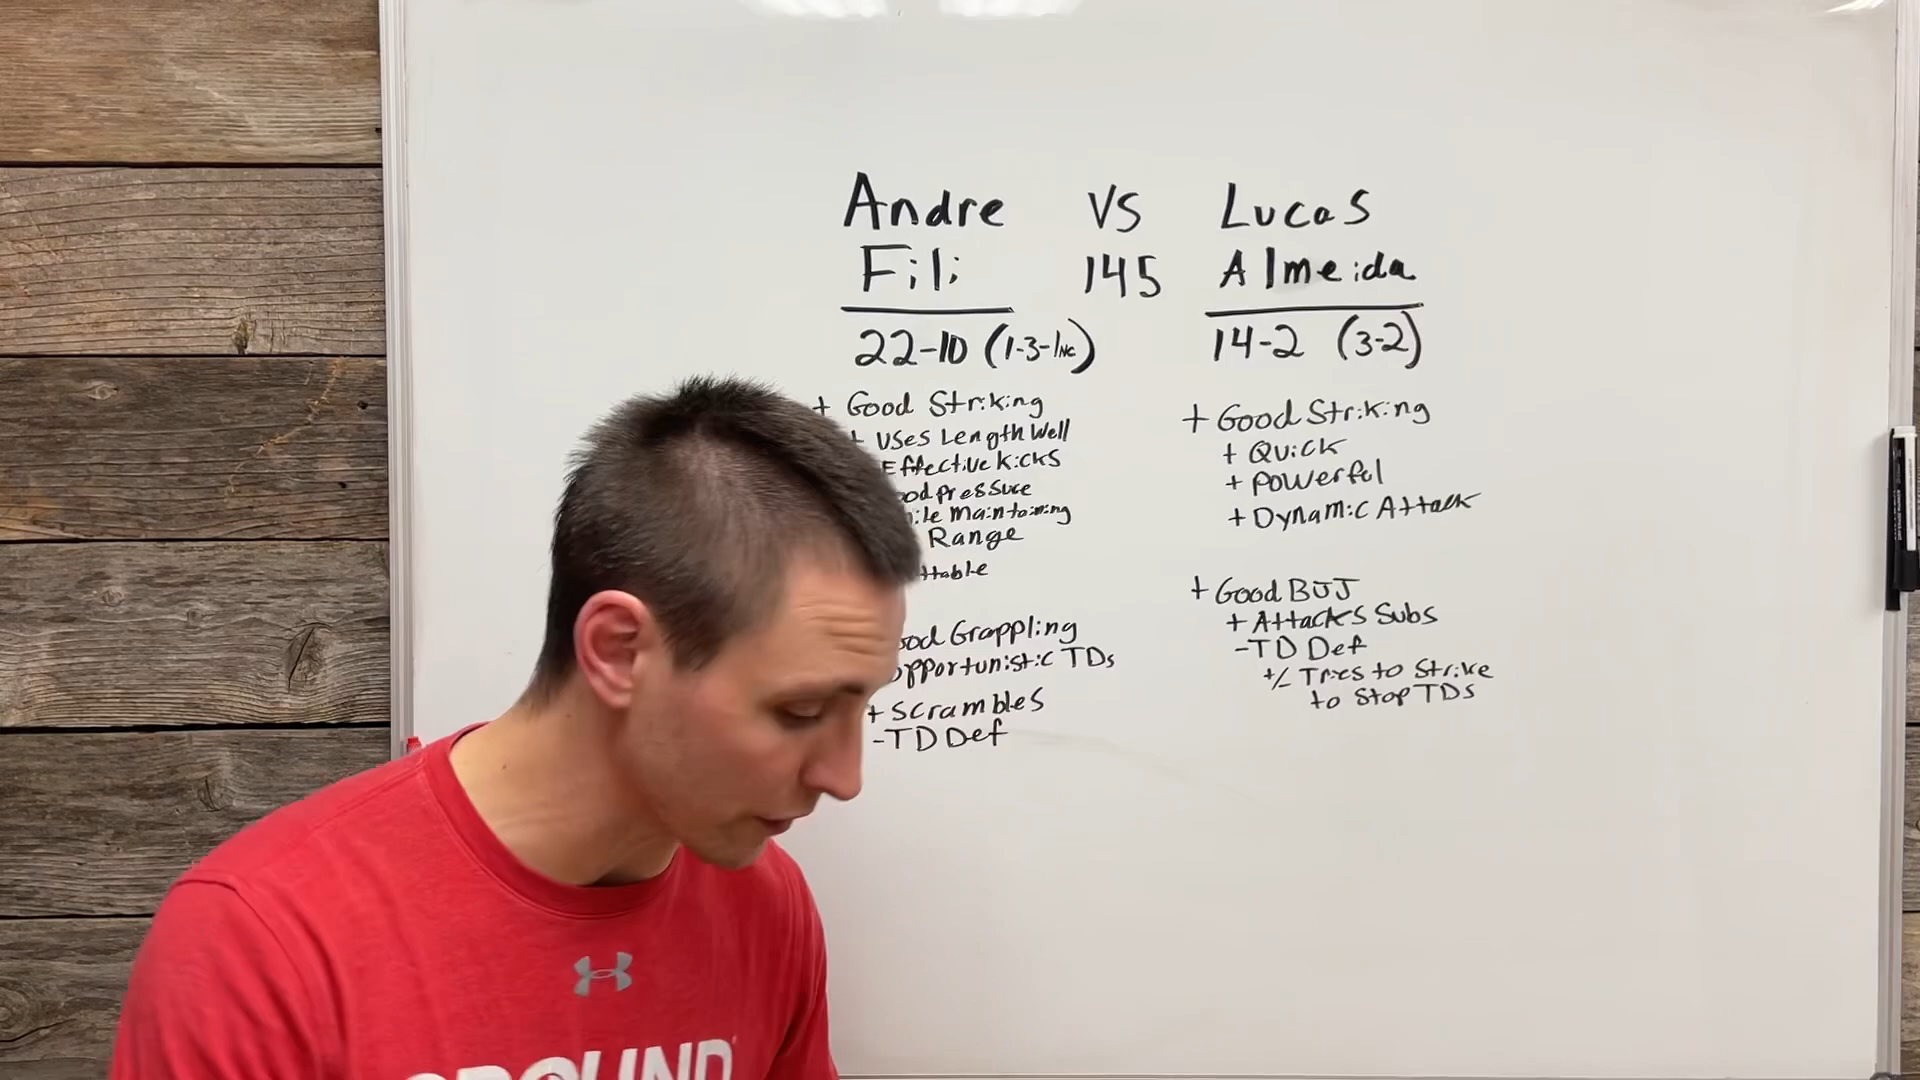 Andre VS Lucas
Fili 145 Almeida
22-10 (1-3-1NC) 14-2 (3-2)
+ Good Striking
+ Uses Length Well
Effective Kicks
Pressure
Maintaining
Range
Grappling
Opportunistic TDs
+ Scrambles
-TD Def
+ Good Striking
+ Quick
+ Powerful
+ Dynamic Attack
+ Good BJJ
+ Attacks Subs
-TD Def
+/- Tries to Strike
to Stop TDs